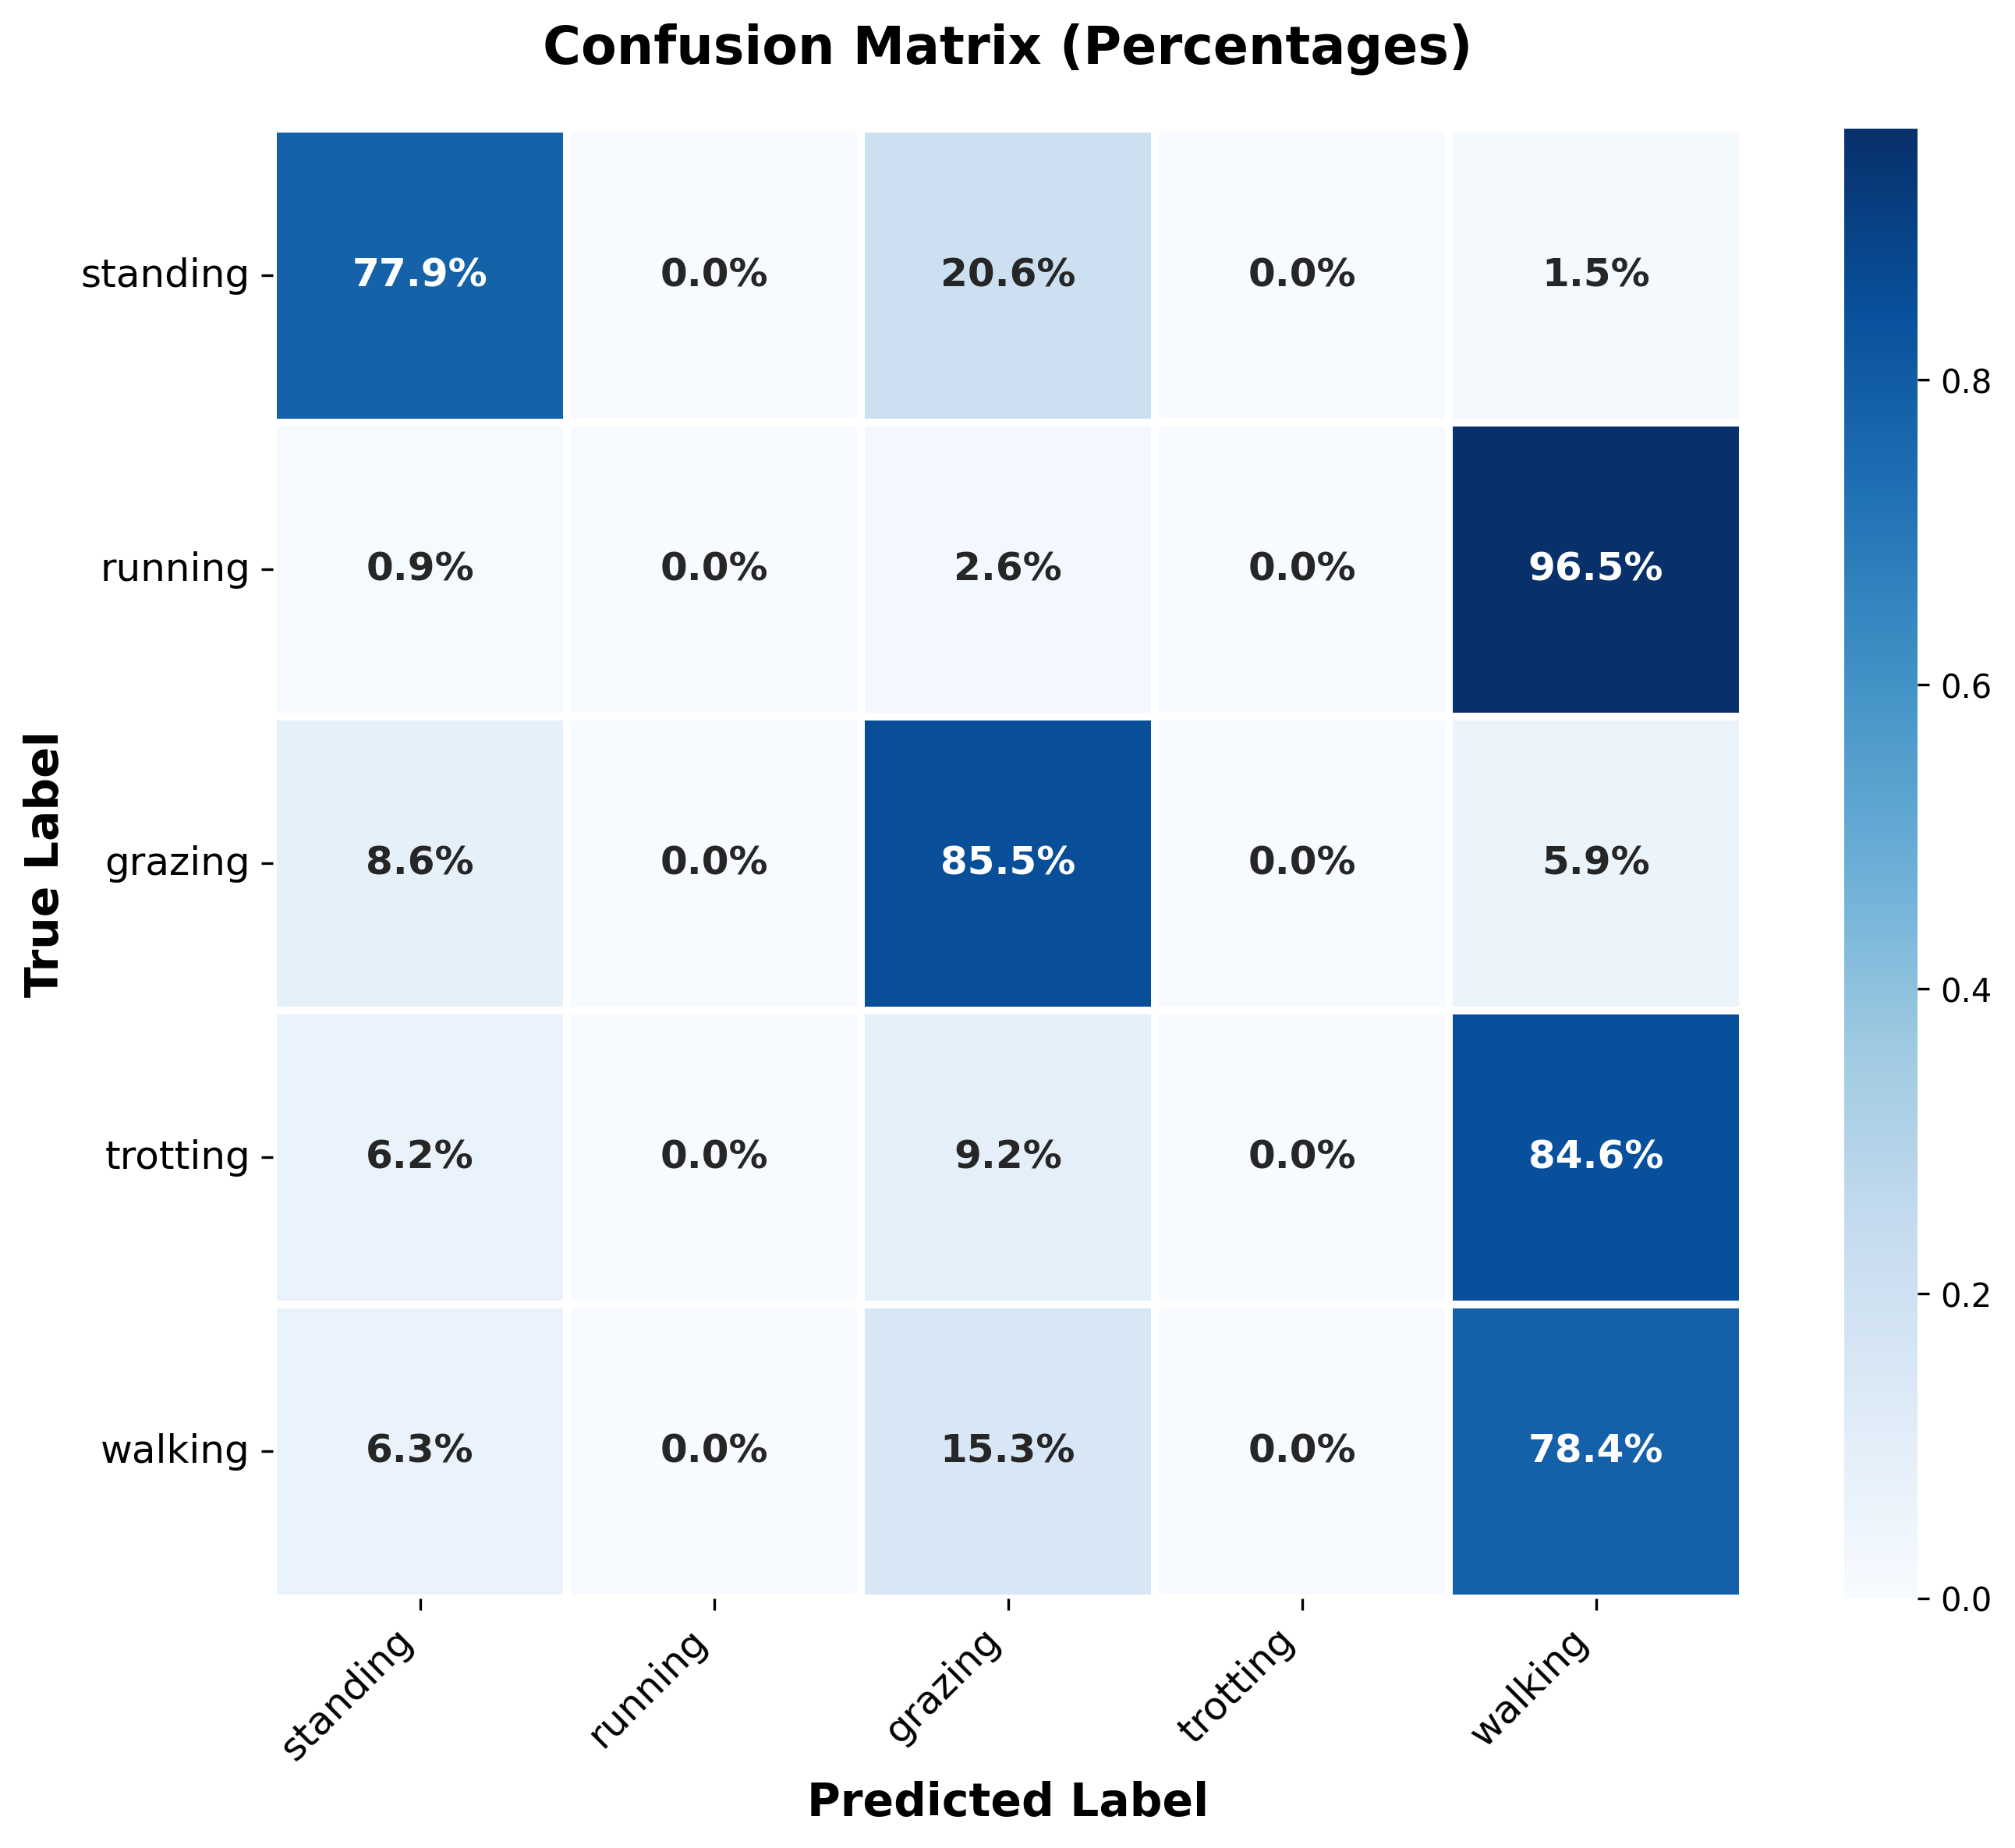 Confusion Matrix (Percentages)
standing 77.9% 0.0% 20.6% 0.0% 1.5%
running 0.9% 0.0% 2.6% 0.0% 96.5%
grazing 8.6% 0.0% 85.5% 0.0% 5.9%
trotting 6.2% 0.0% 9.2% 0.0% 84.6%
walking 6.3% 0.0% 15.3% 0.0% 78.4%
True Label
standing running grazing trotting walking
Predicted Label
0.8
0.6
0.4
0.2
0.0